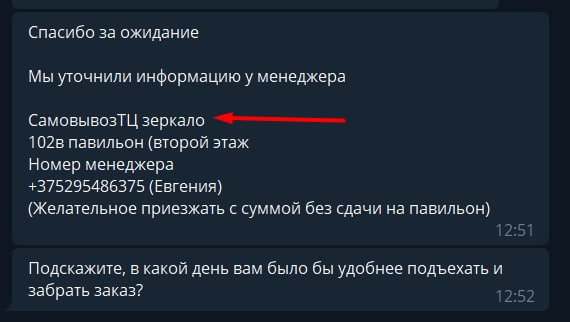 Спасибо за ожидание
Мы уточнили информацию у менеджера
СамовывозТЦ зеркало
102в павильон (второй этаж
Номер менеджера
+375295486375 (Евгения)
(Желательное приезжать с суммой без сдачи на павильон)
12:51
Подскажите, в какой день вам было бы удобнее подъехать и
забрать заказ?
12:52